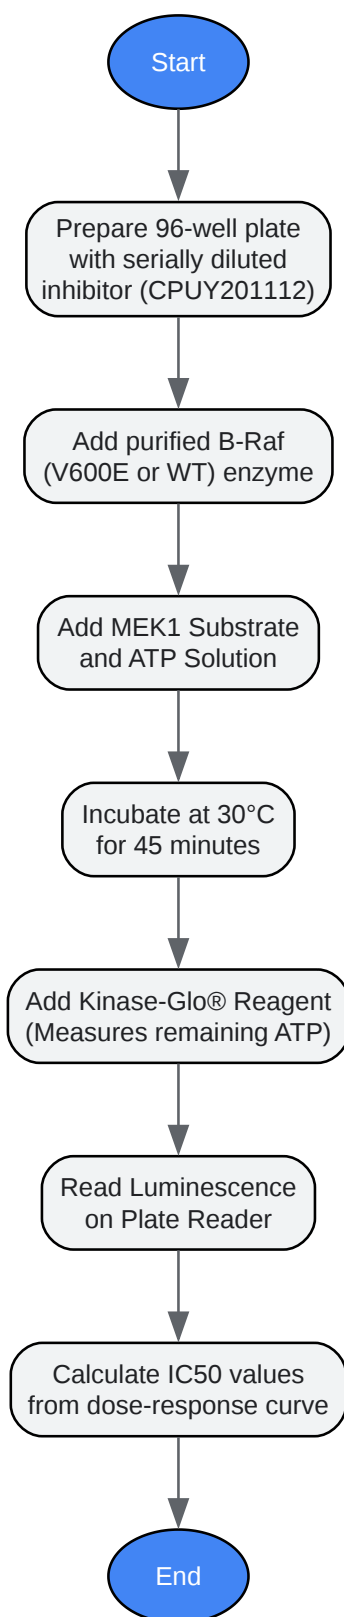 Start
Prepare 96-well plate
with serially diluted
inhibitor (CPUY201112)
Add purified B-Raf
(V600E or WT) enzyme
Add MEK1 Substrate
and ATP Solution
Incubate at 30°C
for 45 minutes
Add Kinase-Glo® Reagent
(Measures remaining ATP)
Read Luminescence
on Plate Reader
Calculate IC50 values
from dose-response curve
End